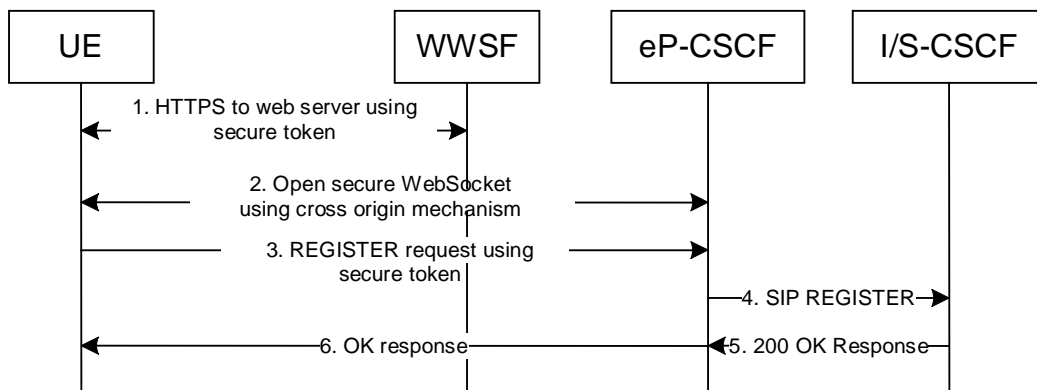 UE
WWSF
eP-CSCF
I/S-CSCF
1. HTTPS to web server using
secure token
2. Open secure WebSocket
using cross origin mechanism
3. REGISTER request using
secure token
4. SIP REGISTER
5. 200 OK Response
6. OK response